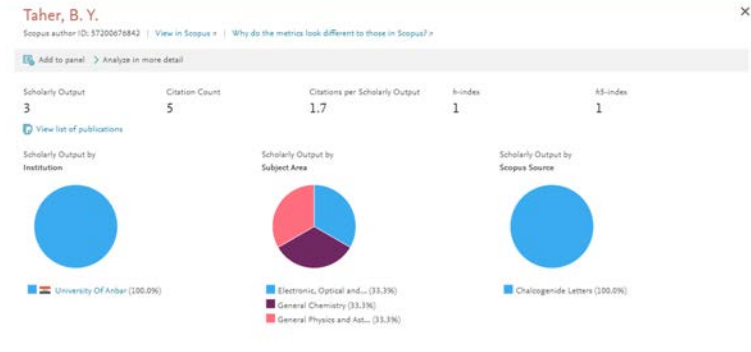 Taher, B. Y.
Scopus author ID: 57200676842 | View in Scopus ↗ | Why do the metrics look different to those in Scopus? ↗
Add to panel > Analyze in more detail
Scholarly Output
3
Citation Count
5
Citations per Scholarly Output
1.7
h-index
1
h5-index
1
View list of publications
Scholarly Output by
Institution
University Of Anbar (100.0%)
Scholarly Output by
Subject Area
Electronic, Optical and... (33.3%)
General Chemistry (33.3%)
General Physics and Ast... (33.3%)
Scholarly Output by
Scopus Source
Chalcogenide Letters (100.0%)